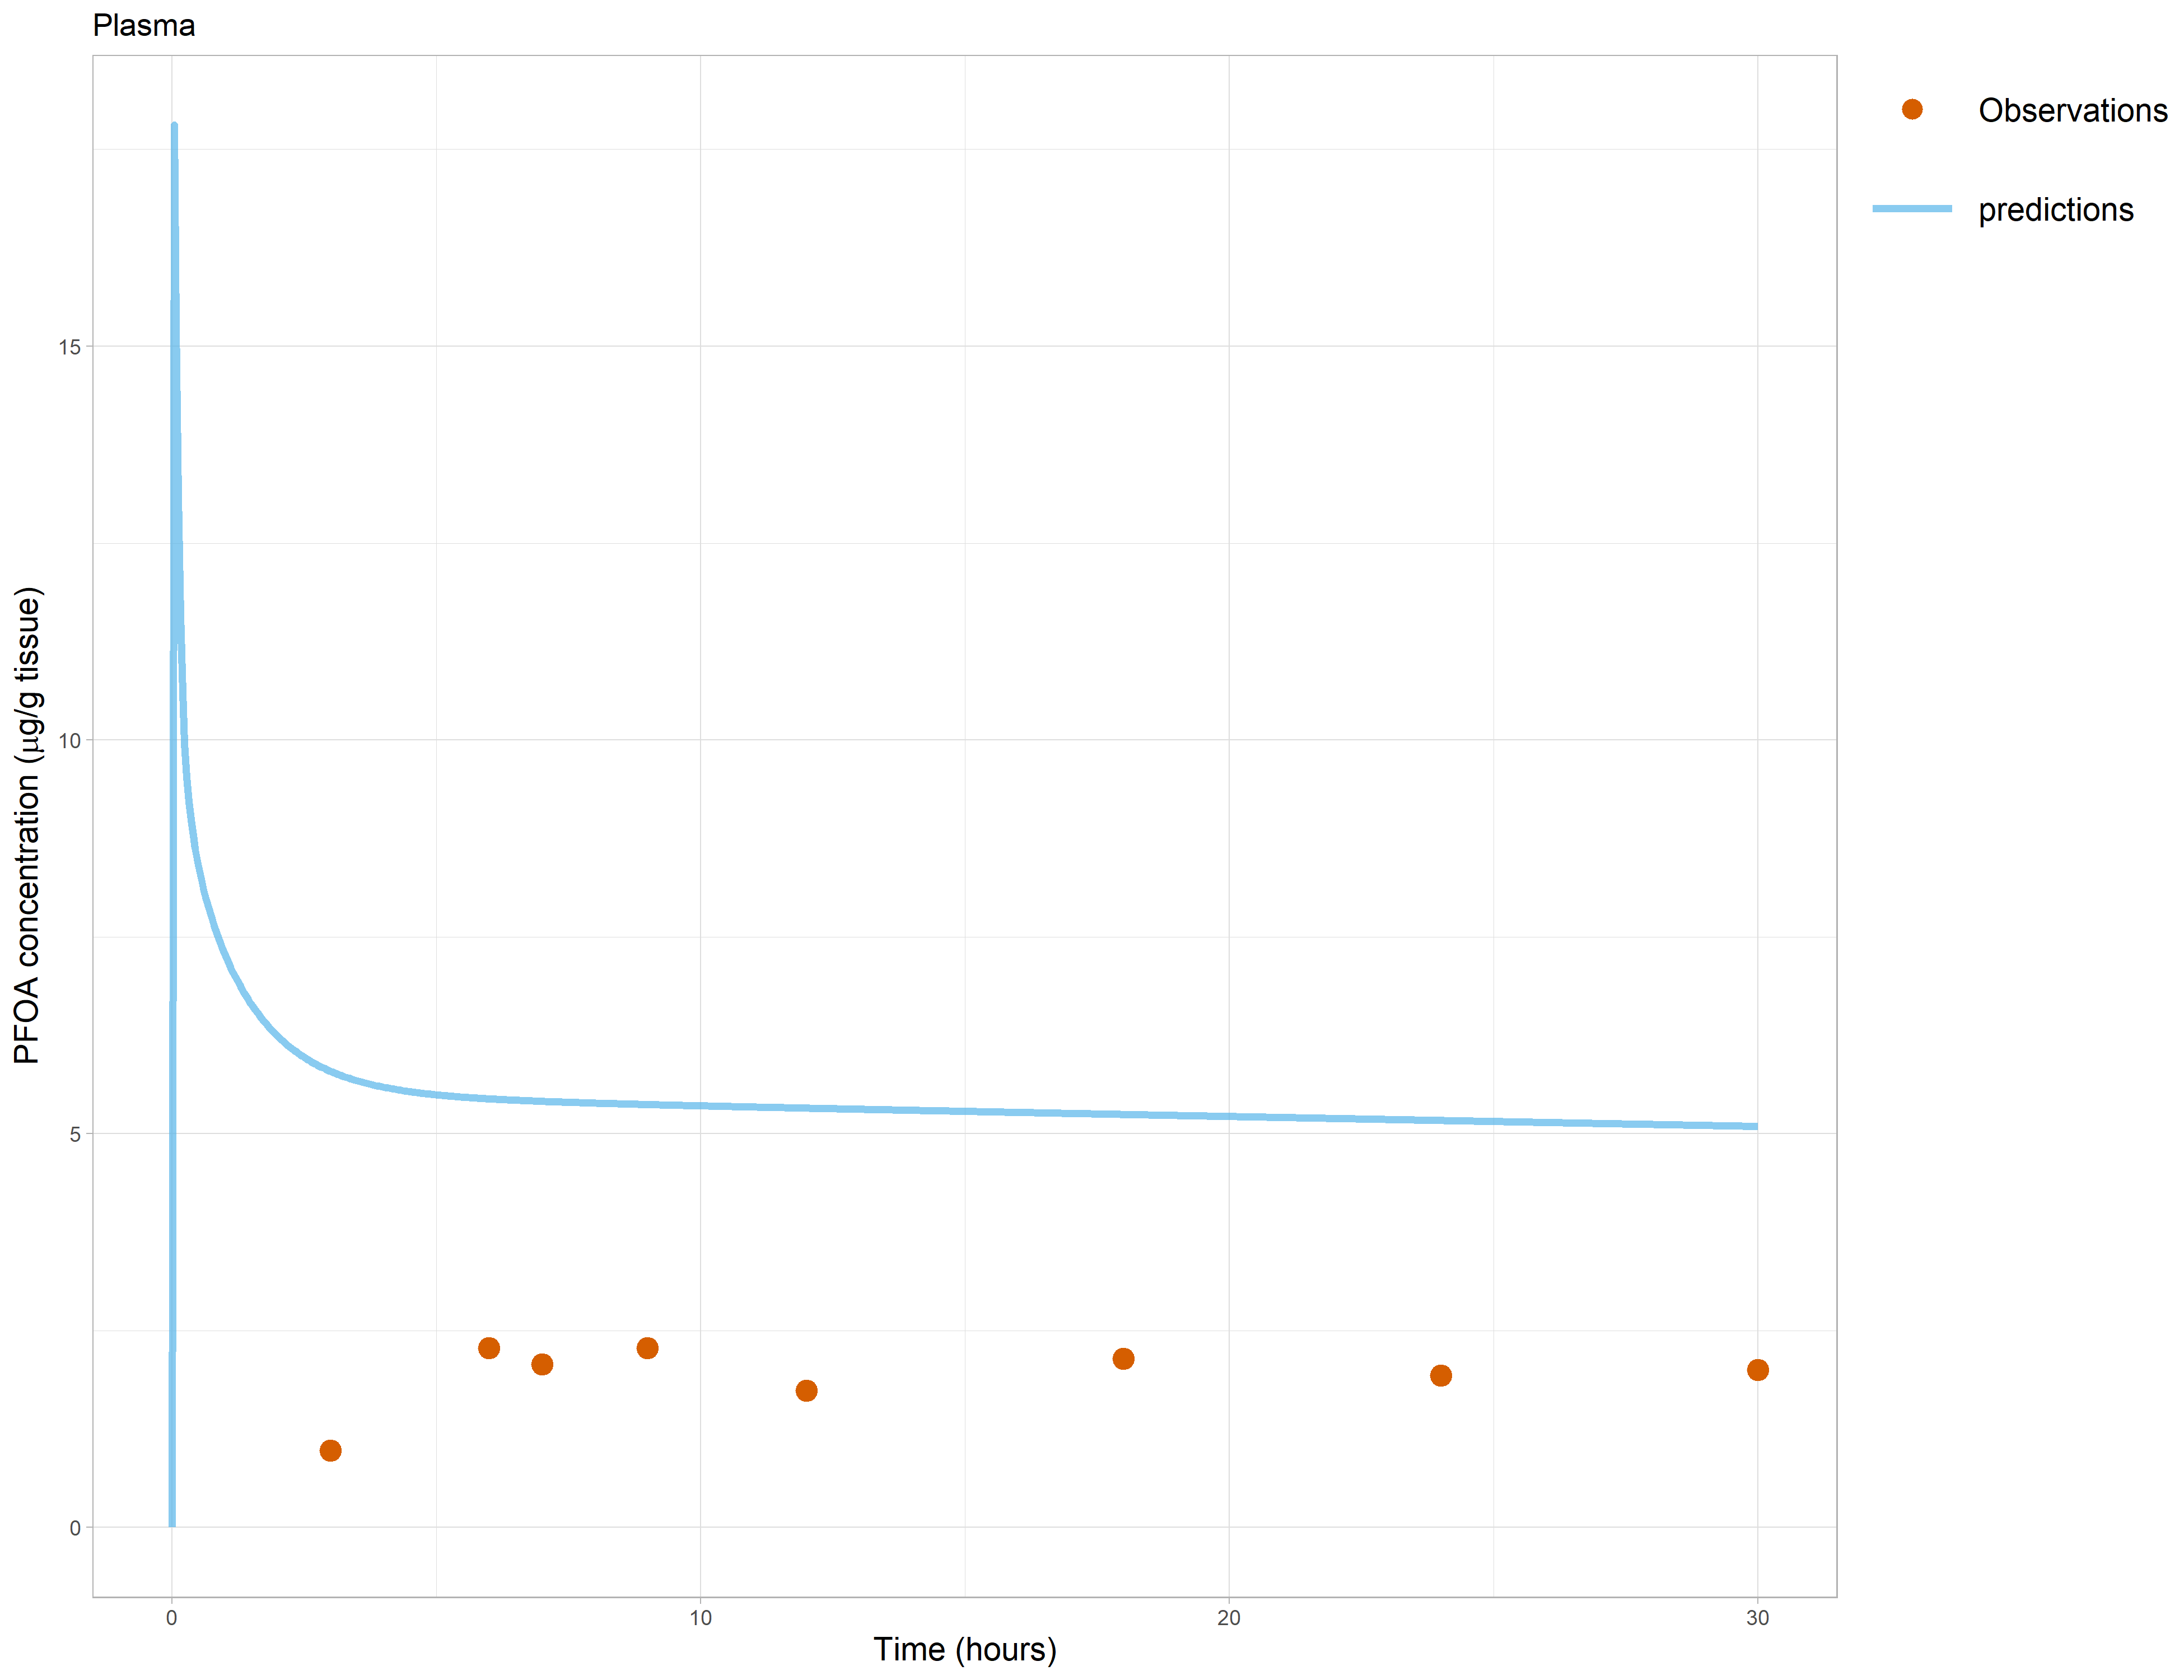 Plasma
PFOA concentration (μg/g tissue)
15
10
5
0
0
10
20
30
Time (hours)
Observations
predictions